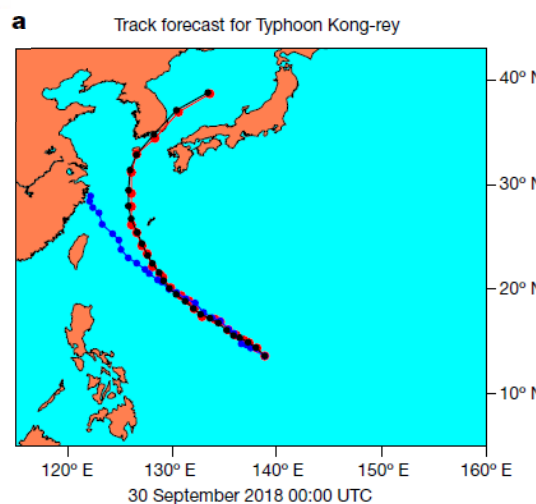 a
Track forecast for Typhoon Kong-rey
40° N
30° N
20° N
10° N
120° E 130° E 140° E 150° E 160° E
30 September 2018 00:00 UTC